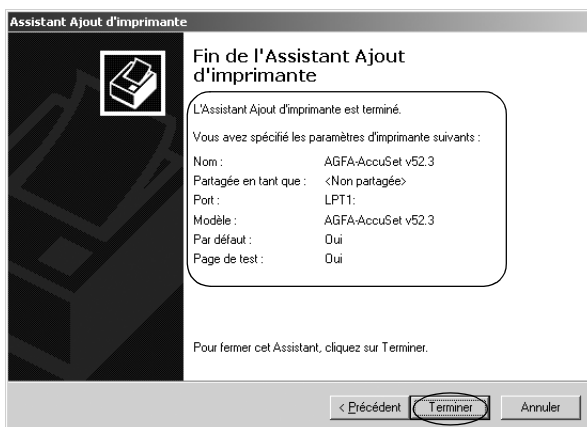 Assistant Ajout d'imprimante
Fin de l'Assistant Ajout
d'imprimante
L'Assistant Ajout d'imprimante est terminé.
Vous avez spécifié les paramètres d'imprimante suivants :
Nom : AGFA-AccuSet v52.3
Partagée en tant que : <Non partagée>
Port : LPT1:
Modèle : AGFA-AccuSet v52.3
Par défaut : Oui
Page de test : Oui
Pour fermer cet Assistant, cliquez sur Terminer.
< Précédent Terminer Annuler